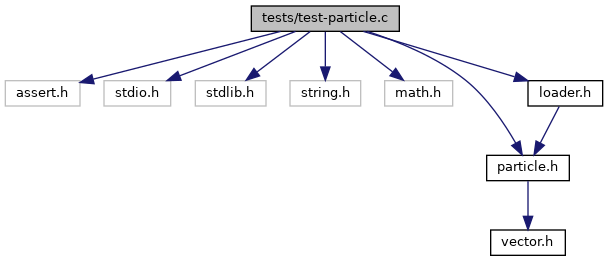 tests/test-particle.c
assert.h
stdio.h
stdlib.h
string.h
math.h
loader.h
particle.h
vector.h